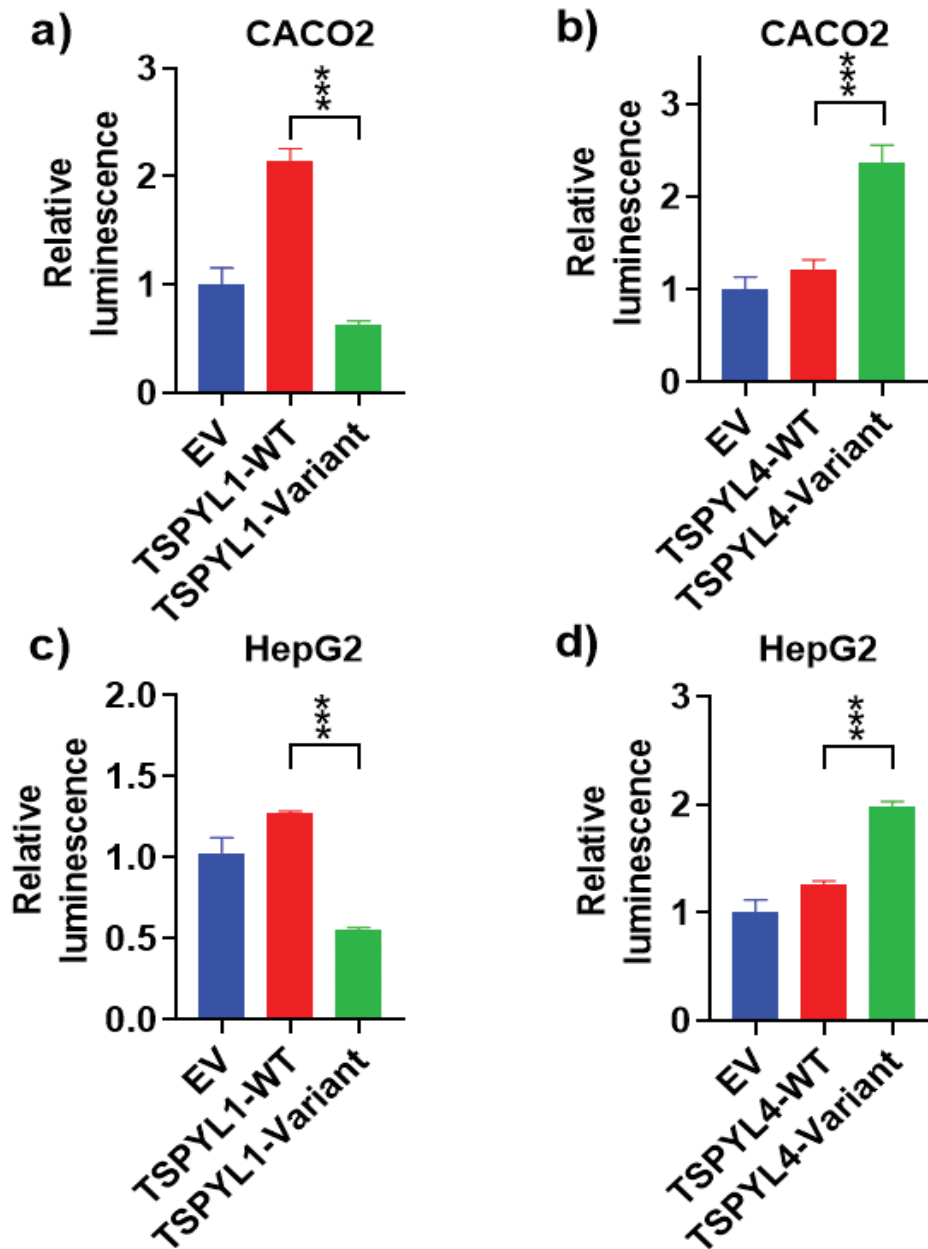 a)
CACO2
Relative
luminescence
3
2
1
0
***
EV
TSPYL1-WT
TSPYL1-Variant
b)
CACO2
Relative
luminescence
3
2
1
0
***
EV
TSPYL4-WT
TSPYL4-Variant
c)
HepG2
Relative
luminescence
2.0
1.5
1.0
0.5
0.0
***
EV
TSPYL1-WT
TSPYL1-Variant
d)
HepG2
Relative
luminescence
3
2
1
0
***
EV
TSPYL4-WT
TSPYL4-Variant